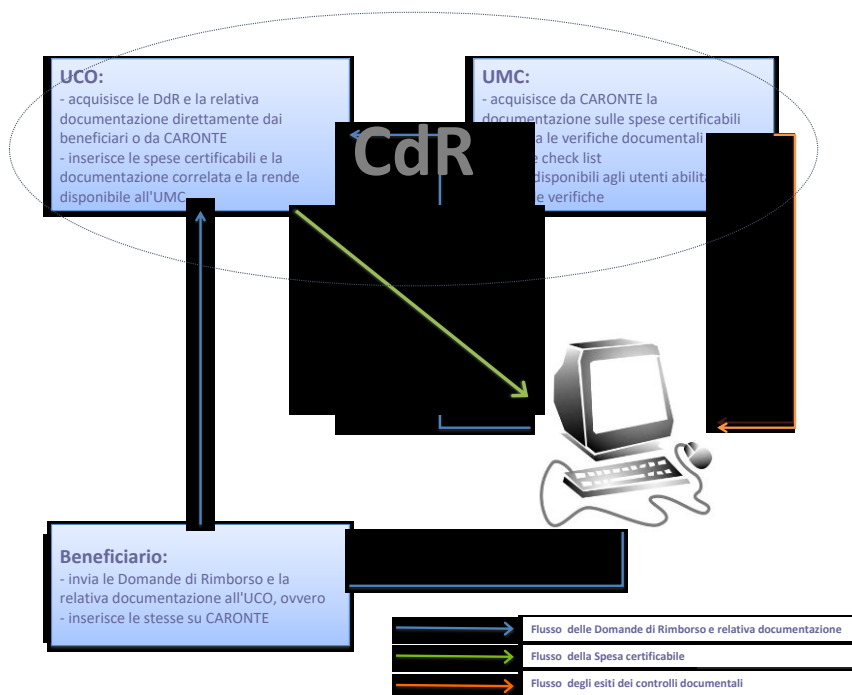 UCO:
- acquisisce le DdR e la relativa
documentazione direttamente dai
beneficiari o da CARONTE
- inserisce le spese certificabili e la
documentazione correlata e la rende
disponibile all'UMC
UMC:
- acquisisce da CARONTE la
documentazione sulle spese certificabili
le verifiche documentali
check list
disponibili agli utenti
verifiche
CdR
Beneficiario:
- invia le Domande di Rimborso e la
relativa documentazione all'UCO, ovvero
- inserisce le stesse su CARONTE
Flusso delle Domande di Rimborso e relativa documentazione
Flusso della Spesa certificabile
Flusso degli esiti dei controlli documentali